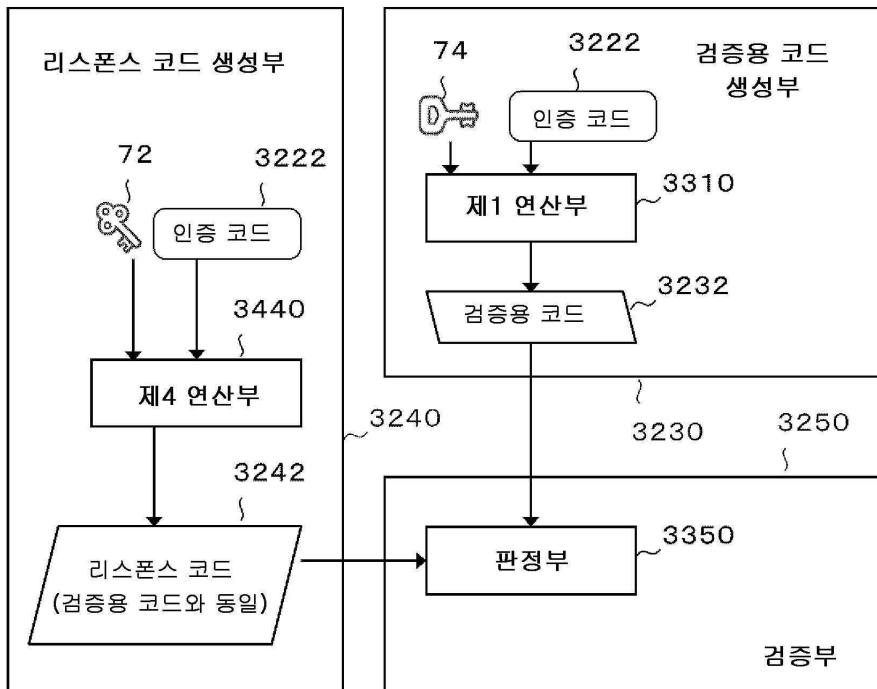 리스폰스 코드 생성부
72
3222
인증 코드
3440
제4 연산부
3240
3242
리스폰스 코드
(검증용 코드와 동일)
74
3222
검증용 코드
생성부
인증 코드
3310
제1 연산부
3232
검증용 코드
3230
3250
3350
판정부
검증부